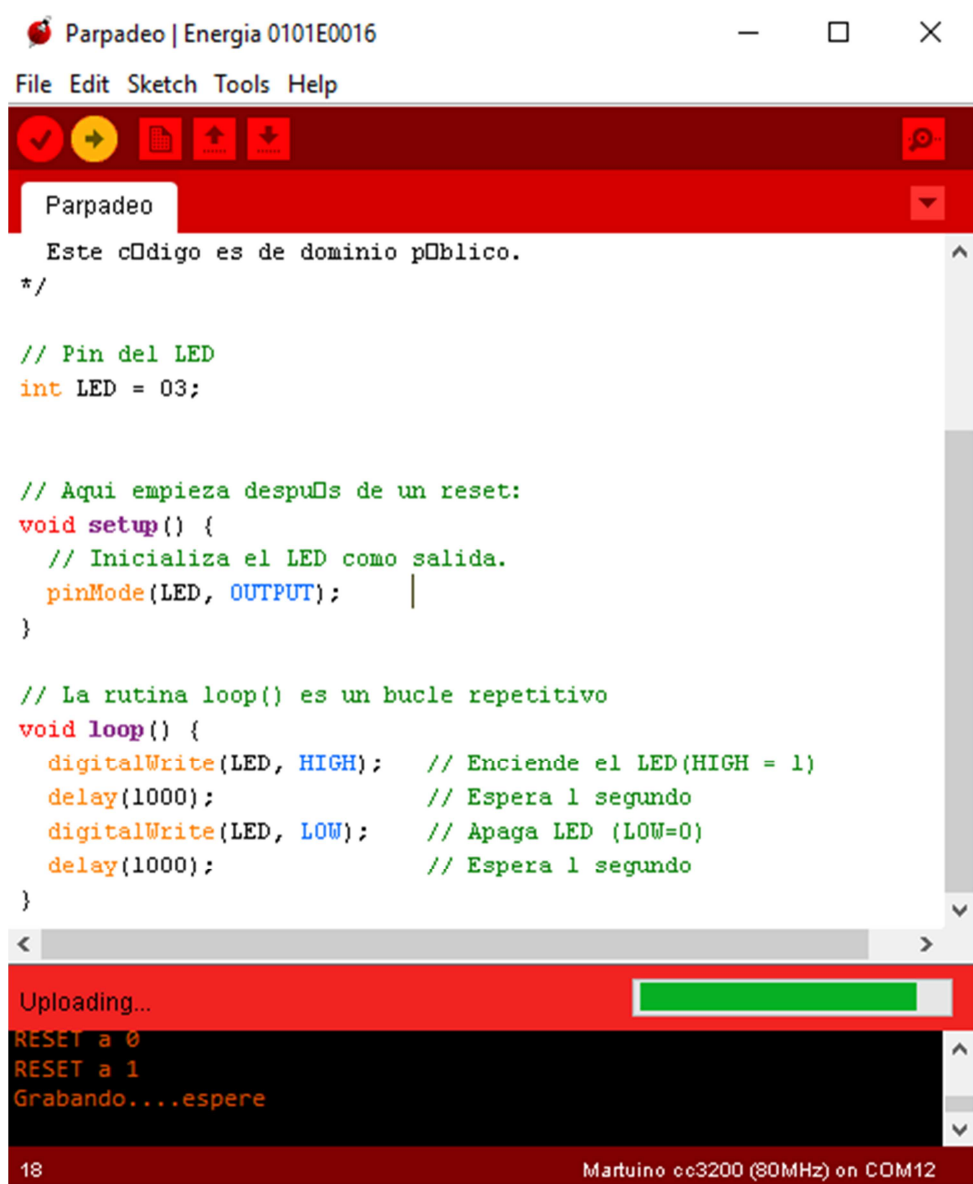 Parpadeo | Energia 0101E0016
File Edit Sketch Tools Help
Parpadeo
Este c□digo es de dominio p□blico.
*/
// Pin del LED
int LED = 03;
// Aqui empieza despu□s de un reset:
void setup() {
// Inicializa el LED como salida.
pinMode(LED, OUTPUT);
}
// La rutina loop() es un bucle repetitivo
void loop() {
digitalWrite(LED, HIGH); // Enciende el LED(HIGH = 1)
delay(1000); // Espera 1 segundo
digitalWrite(LED, LOW); // Apaga LED (LOW=0)
delay(1000); // Espera 1 segundo
}
Uploading...
RESET a 0
RESET a 1
Grabando....espere
18 Martuino cc3200 (80MHz) on COM12